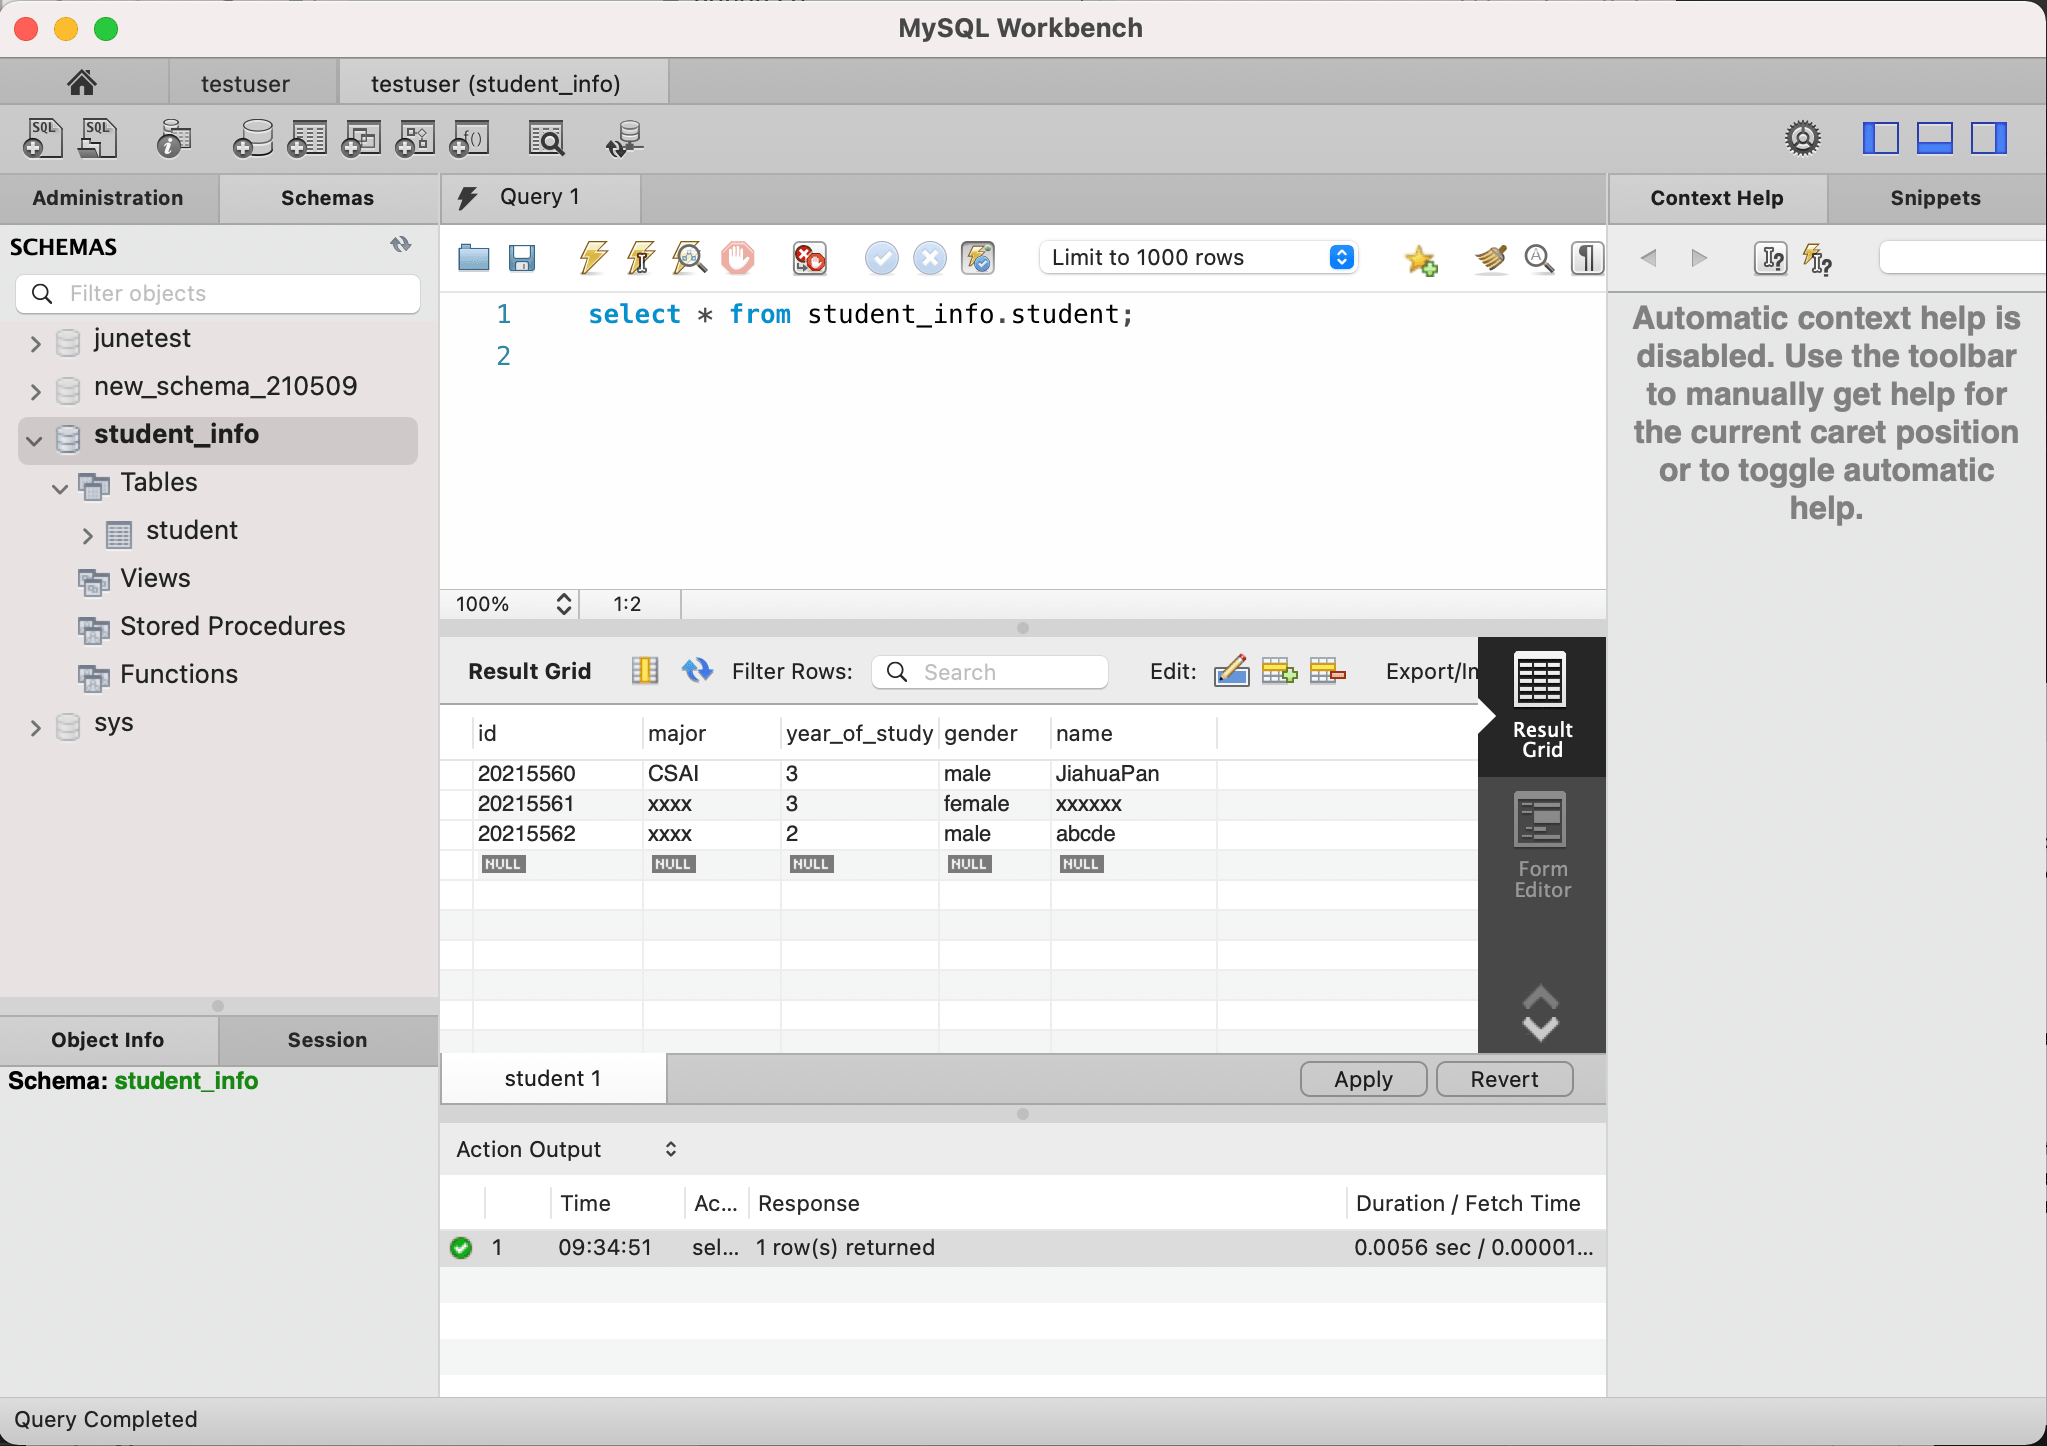 MySQL Workbench
testuser
testuser (student_info)
Administration
Schemas
SCHEMAS
Filter objects
junetest
new_schema_210509
student_info
Tables
student
Views
Stored Procedures
Functions
sys
Object Info
Session
Schema: student_info
Query 1
Limit to 1000 rows
1 select * from student_info.student;
2
100% 1:2
Result Grid
Filter Rows:
Search
Edit:
Export/Im
id major year_of_study gender name
20215560 CSAI 3 male JiahuaPan
20215561 xxxx 3 female xxxxxx
20215562 xxxx 2 male abcde
NULL NULL NULL NULL NULL
Result
Grid
Form
Editor
student 1
Apply
Revert
Action Output
Time Ac... Response Duration / Fetch Time
1 09:34:51 sel... 1 row(s) returned 0.0056 sec / 0.00001...
Context Help
Snippets
Automatic context help is
disabled. Use the toolbar
to manually get help for
the current caret position
or to toggle automatic
help.
Query Completed